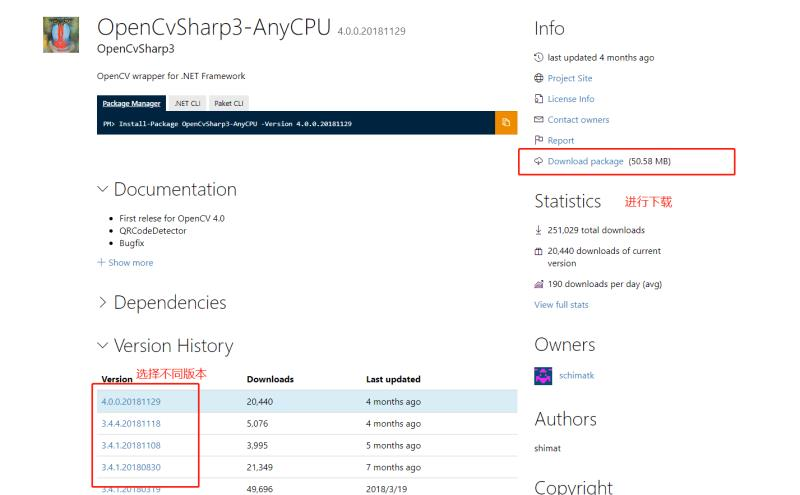 OpenCvSharp3-AnyCPU 4.0.0.20181129
OpenCvSharp3
OpenCV wrapper for .NET Framework
Package Manager .NET CLI Paket CLI
PM> Install-Package OpenCvSharp3-AnyCPU -Version 4.0.0.20181129
Documentation
First relese for OpenCV 4.0
QRCodeDetector
Bugfix
Show more
Dependencies
Version History
选择不同版本
Version Downloads Last updated
4.0.0.20181129 20,440 4 months ago
3.4.4.20181118 5,076 4 months ago
3.4.1.20181108 3,995 5 months ago
3.4.1.20180830 21,349 7 months ago
3.4.1.20180319 49,696 2018/3/19
Info
last updated 4 months ago
Project Site
License Info
Contact owners
Report
Download package (50.58 MB)
Statistics 进行下载
251,029 total downloads
20,440 downloads of current
version
190 downloads per day (avg)
View full stats
Owners
schimatk
Authors
shimat
Copyright